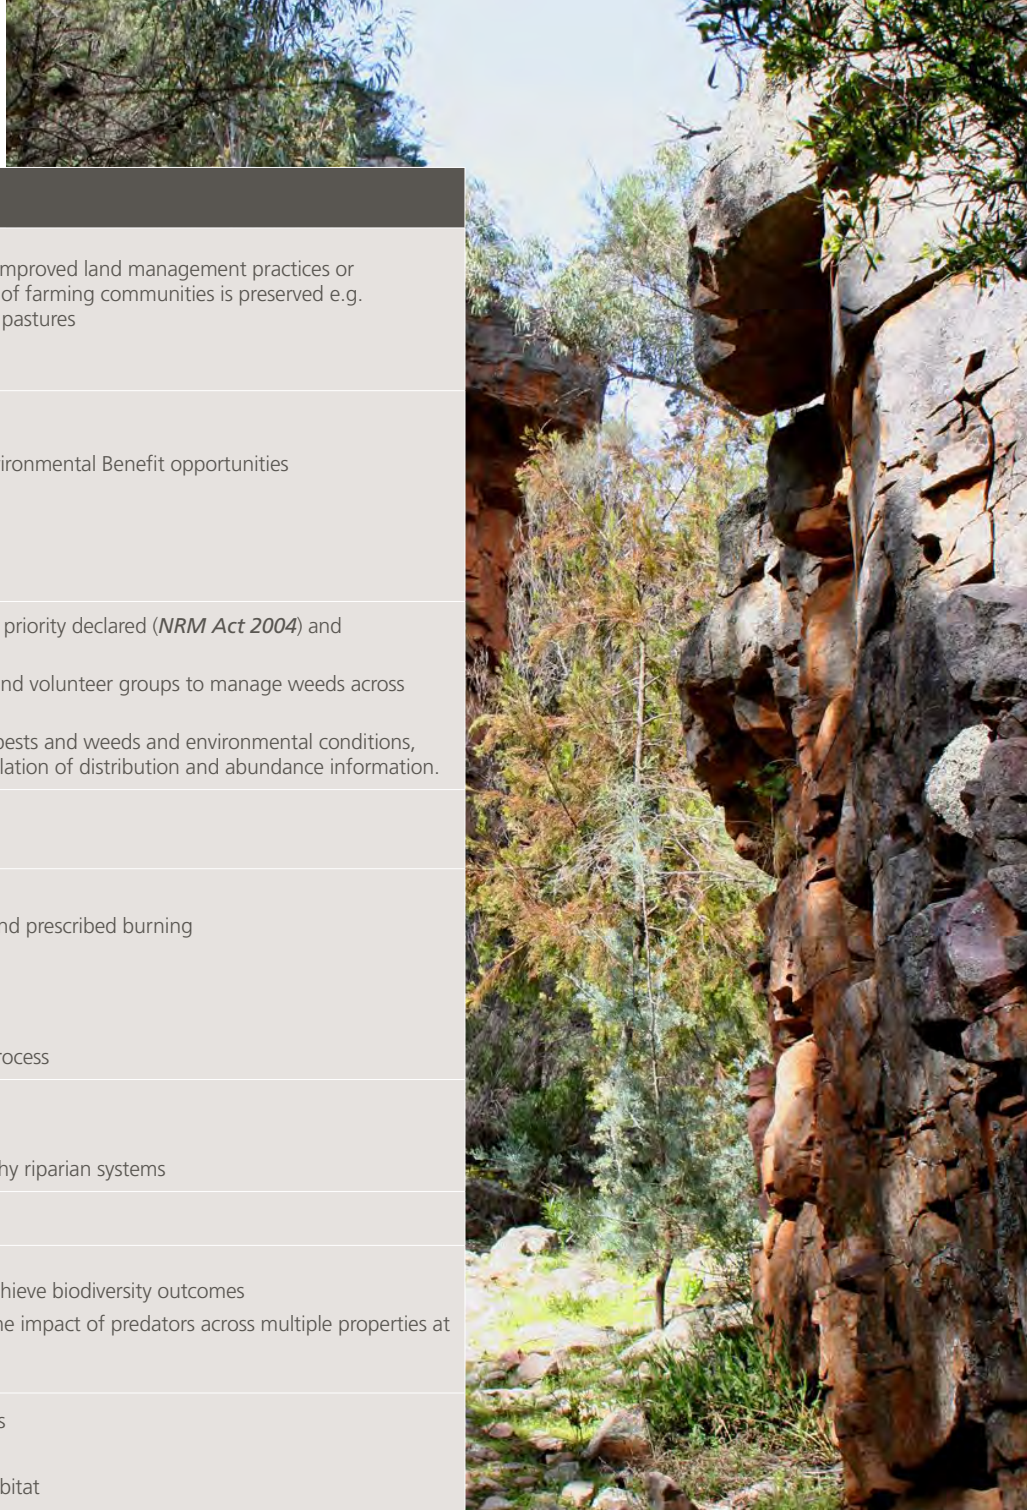 mproved land management practices or
of farming communities is preserved e.g.
pastures
ironmental Benefit opportunities
priority declared (NRM Act 2004) and
nd volunteer groups to manage weeds across
pests and weeds and environmental conditions,
lation of distribution and abundance information.
nd prescribed burning
rocess
hy riparian systems
hieve biodiversity outcomes
he impact of predators across multiple properties at
s
bitat